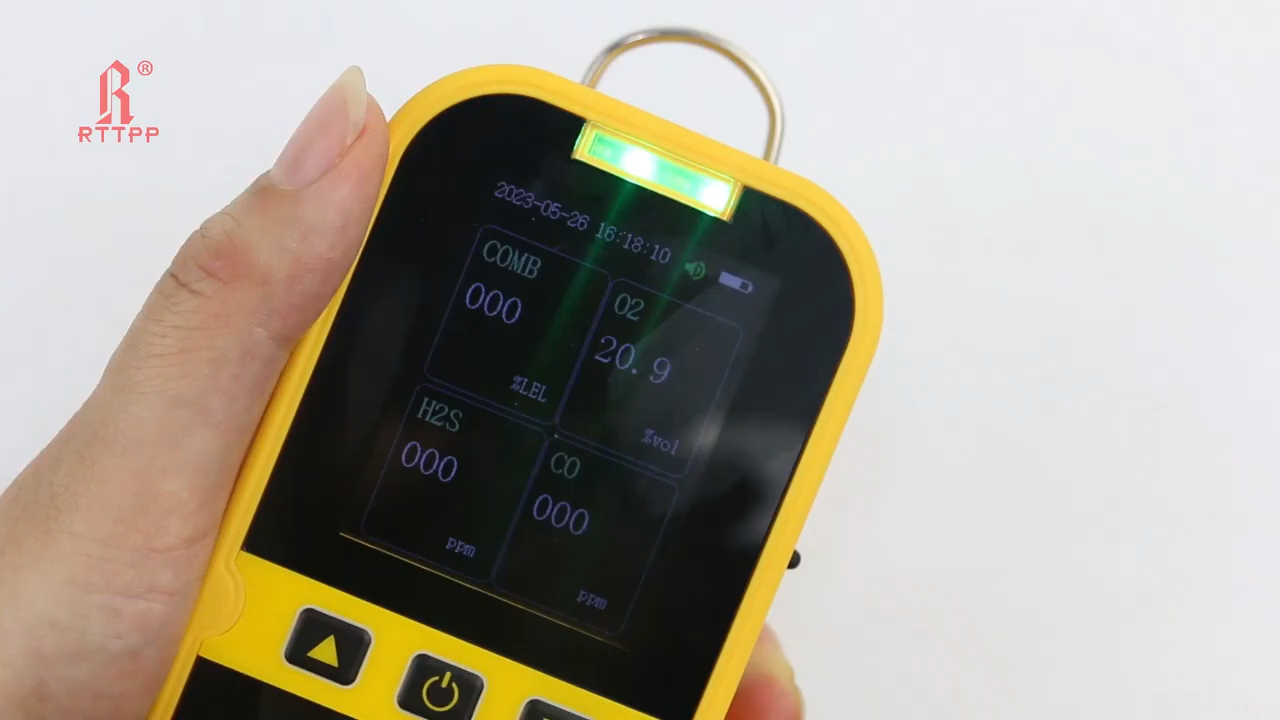 R®
RTTPP
2023-05-26 16:18:10
COMB
000
%LEL
O2
20.9
%vol
H2S
000
ppm
CO
000
ppm